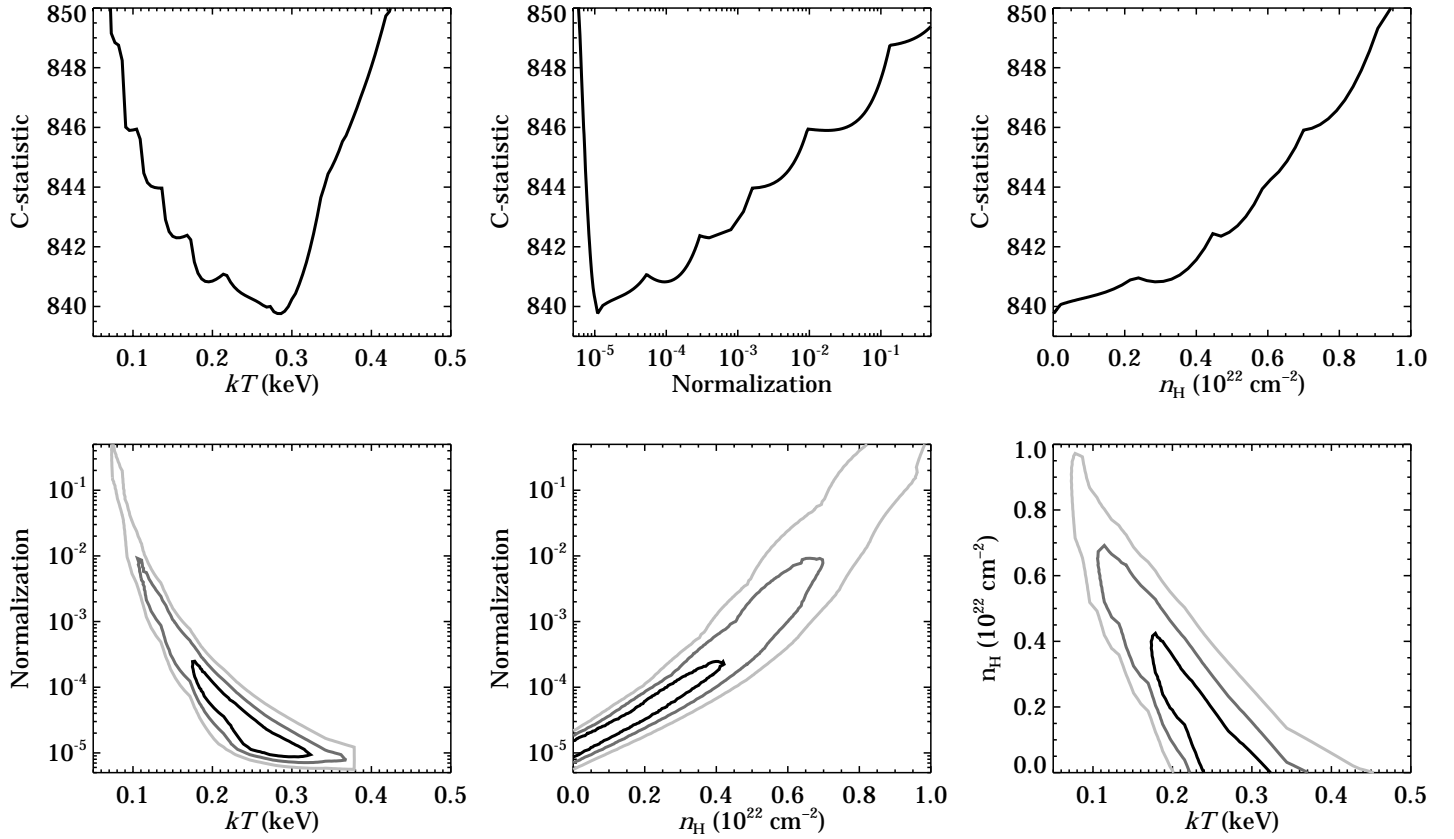 850
848
846
844
842
840
C-statistic
0.1 0.2 0.3 0.4 0.5
kT (keV)
850
848
846
844
842
840
C-statistic
10⁻⁵ 10⁻⁴ 10⁻³ 10⁻² 10⁻¹
Normalization
850
848
846
844
842
840
C-statistic
0.0 0.2 0.4 0.6 0.8 1.0
n_H (10²² cm⁻²)
10⁻¹
10⁻²
10⁻³
10⁻⁴
10⁻⁵
Normalization
0.1 0.2 0.3 0.4 0.5
kT (keV)
10⁻¹
10⁻²
10⁻³
10⁻⁴
10⁻⁵
Normalization
0.0 0.2 0.4 0.6 0.8 1.0
n_H (10²² cm⁻²)
1.0
0.8
0.6
0.4
0.2
0.0
n_H (10²² cm⁻²)
0.1 0.2 0.3 0.4 0.5
kT (keV)